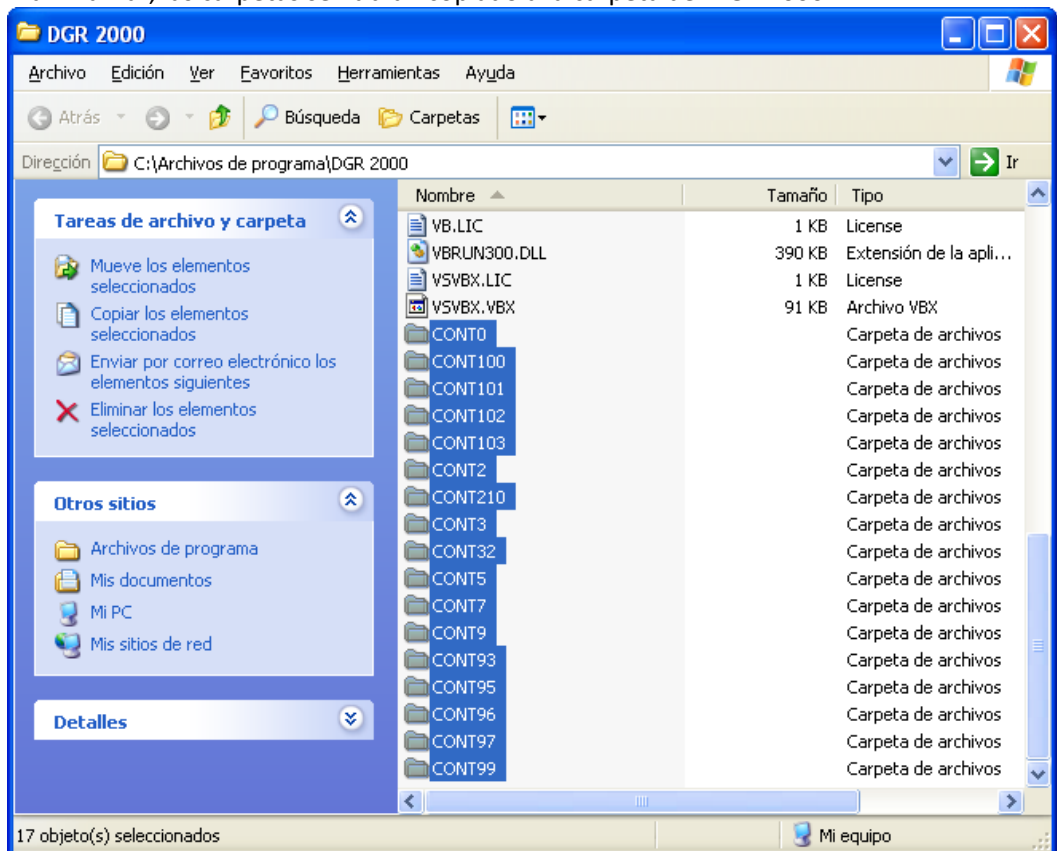 DGR 2000
Archivo Edición Ver Favoritos Herramientas Ayuda
Atrás Búsqueda Carpetas
Dirección C:\Archivos de programa\DGR 2000 Ir
Nombre Tamaño Tipo
Tareas de archivo y carpeta
Mueve los elementos
seleccionados
Copiar los elementos
seleccionados
Enviar por correo electrónico los
elementos siguientes
Eliminar los elementos
seleccionados
Otros sitios
Archivos de programa
Mis documentos
Mi PC
Mis sitios de red
Detalles
VB.LIC 1 KB License
VBRUN300.DLL 390 KB Extensión de la apli...
VSVBX.LIC 1 KB License
VSVBX.VBX 91 KB Archivo VBX
CONT0 Carpeta de archivos
CONT100 Carpeta de archivos
CONT101 Carpeta de archivos
CONT102 Carpeta de archivos
CONT103 Carpeta de archivos
CONT2 Carpeta de archivos
CONT210 Carpeta de archivos
CONT3 Carpeta de archivos
CONT32 Carpeta de archivos
CONT5 Carpeta de archivos
CONT7 Carpeta de archivos
CONT9 Carpeta de archivos
CONT93 Carpeta de archivos
CONT95 Carpeta de archivos
CONT96 Carpeta de archivos
CONT97 Carpeta de archivos
CONT99 Carpeta de archivos
17 objeto(s) seleccionados Mi equipo